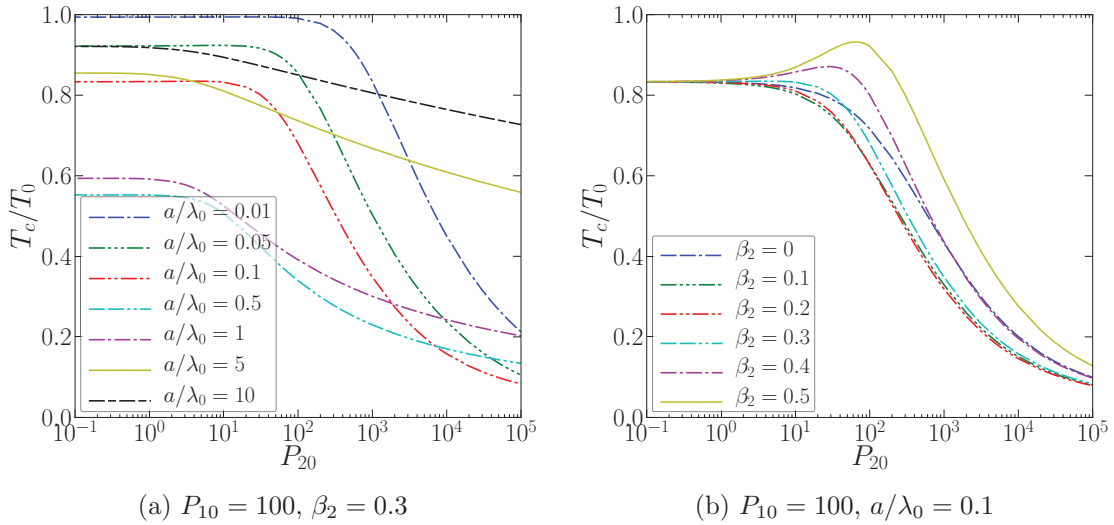 1.0
0.8
0.6
0.4
0.2
0.0
T_c/T_0
a/λ_0 = 0.01
a/λ_0 = 0.05
a/λ_0 = 0.1
a/λ_0 = 0.5
a/λ_0 = 1
a/λ_0 = 5
a/λ_0 = 10
10^{-1} 10^0 10^1 10^2 10^3 10^4 10^5
P_{20}
(a) P_{10} = 100, β_2 = 0.3
1.0
0.8
0.6
0.4
0.2
0.0
T_c/T_0
β_2 = 0
β_2 = 0.1
β_2 = 0.2
β_2 = 0.3
β_2 = 0.4
β_2 = 0.5
10^{-1} 10^0 10^1 10^2 10^3 10^4 10^5
P_{20}
(b) P_{10} = 100, a/λ_0 = 0.1